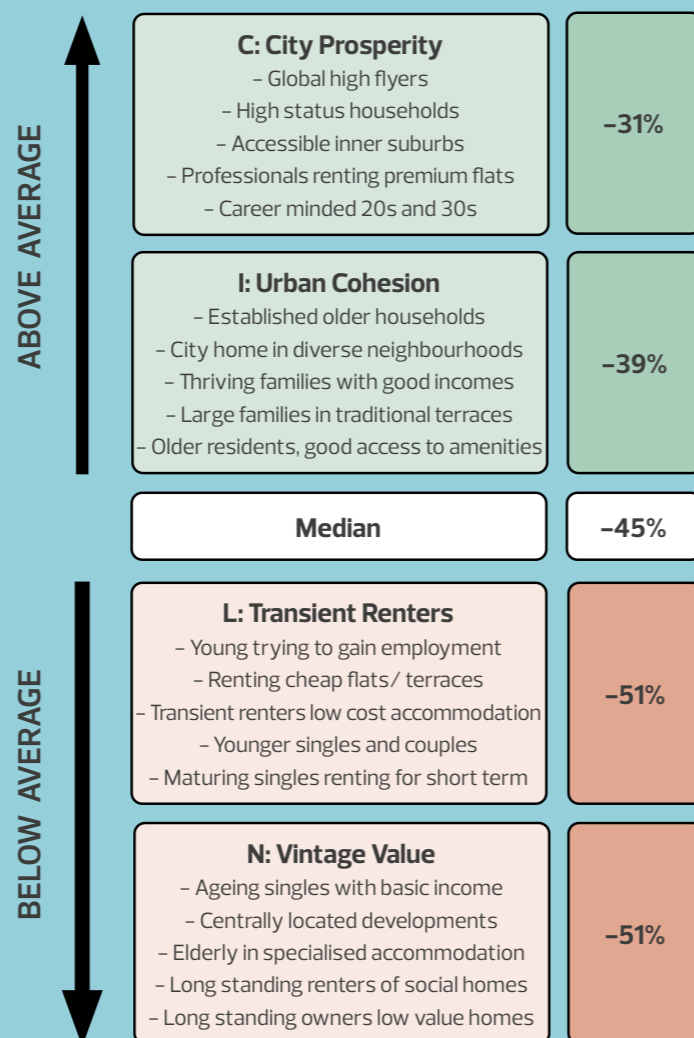 ABOVE AVERAGE
C: City Prosperity
– Global high flyers
– High status households
– Accessible inner suburbs
– Professionals renting premium flats
– Career minded 20s and 30s
-31%
I: Urban Cohesion
– Established older households
– City home in diverse neighbourhoods
– Thriving families with good incomes
– Large families in traditional terraces
– Older residents, good access to amenities
-39%
Median
-45%
BELOW AVERAGE
L: Transient Renters
– Young trying to gain employment
– Renting cheap flats/ terraces
– Transient renters low cost accommodation
– Younger singles and couples
– Maturing singles renting for short term
-51%
N: Vintage Value
– Ageing singles with basic income
– Centrally located developments
– Elderly in specialised accommodation
– Long standing renters of social homes
– Long standing owners low value homes
-51%